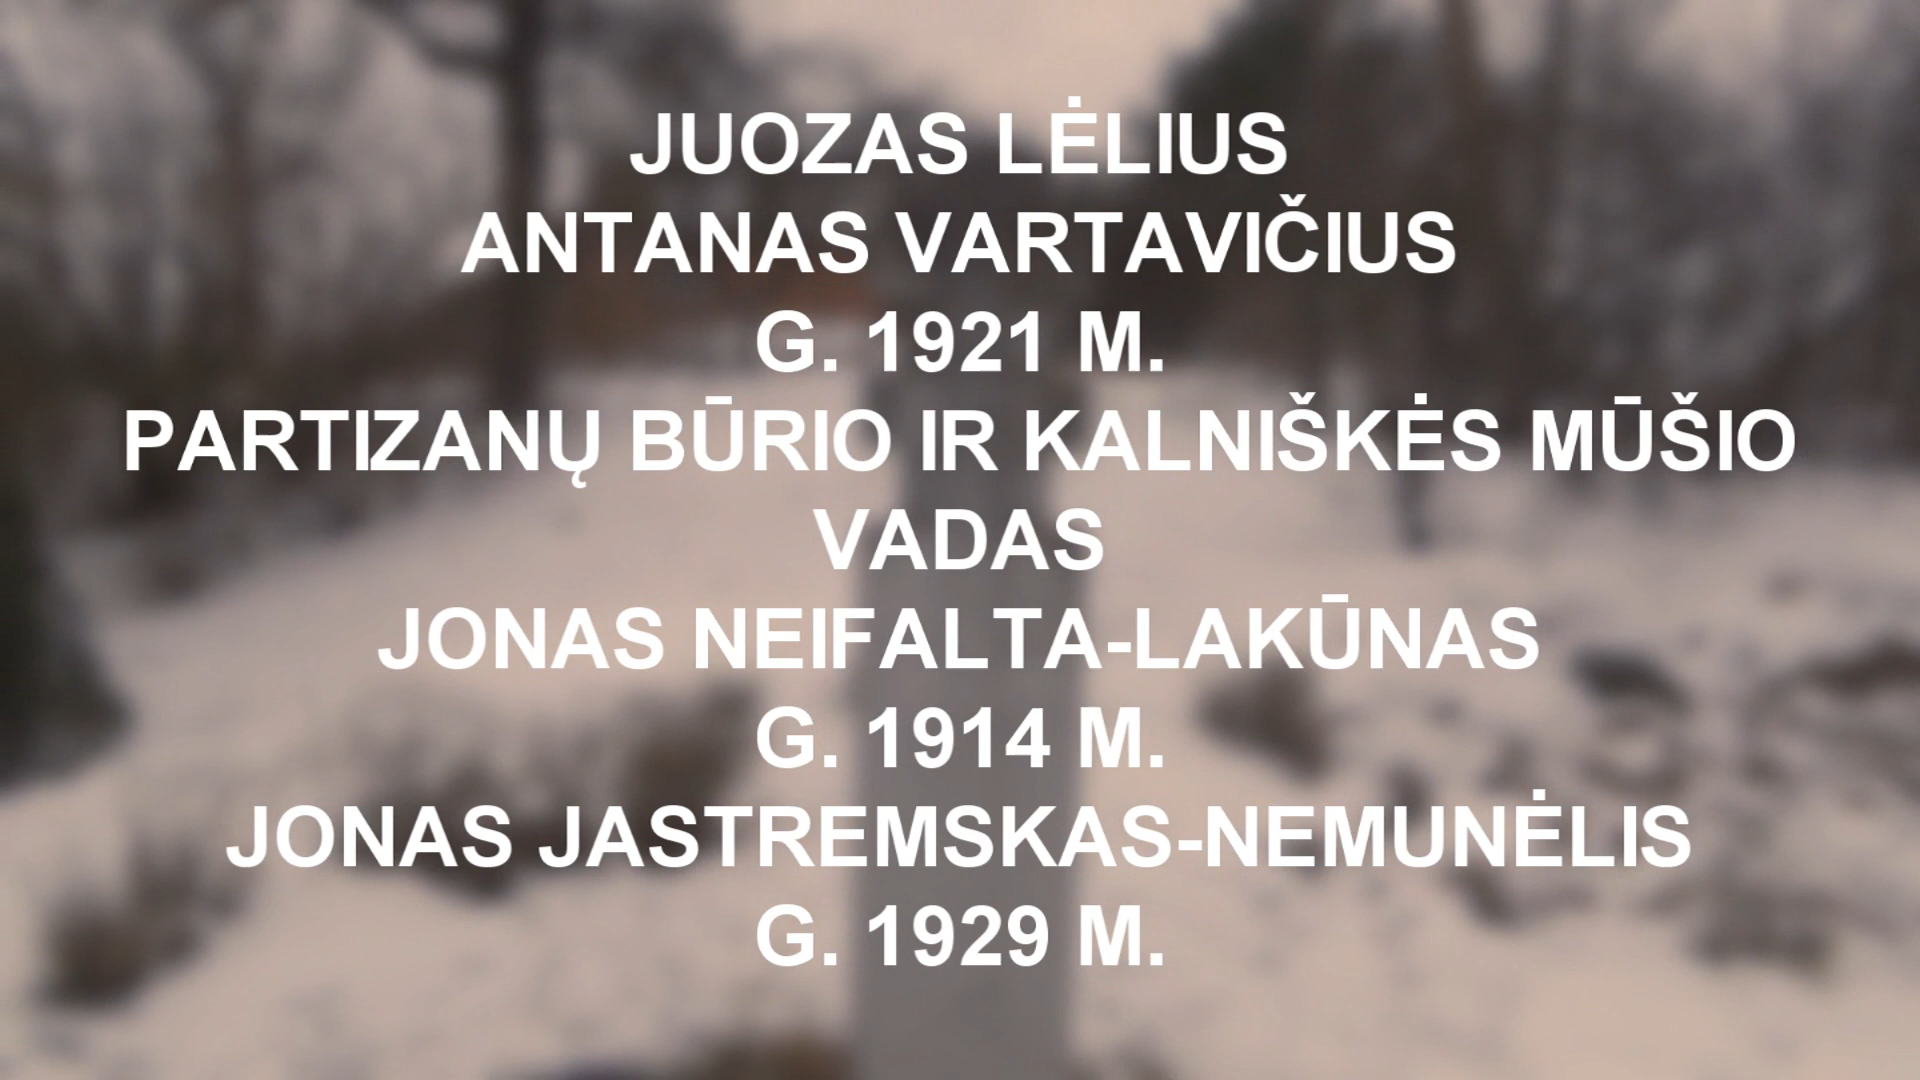 JUOZAS LĖLIUS
ANTANAS VARTAVIČIUS
G. 1921 M.
PARTIZANŲ BŪRIO IR KALNIŠKĖS MŪŠIO
VADAS
JONAS NEIFALTA-LAKŪNAS
G. 1914 M.
JONAS JASTREMSKAS-NEMUNĖLIS
G. 1929 M.